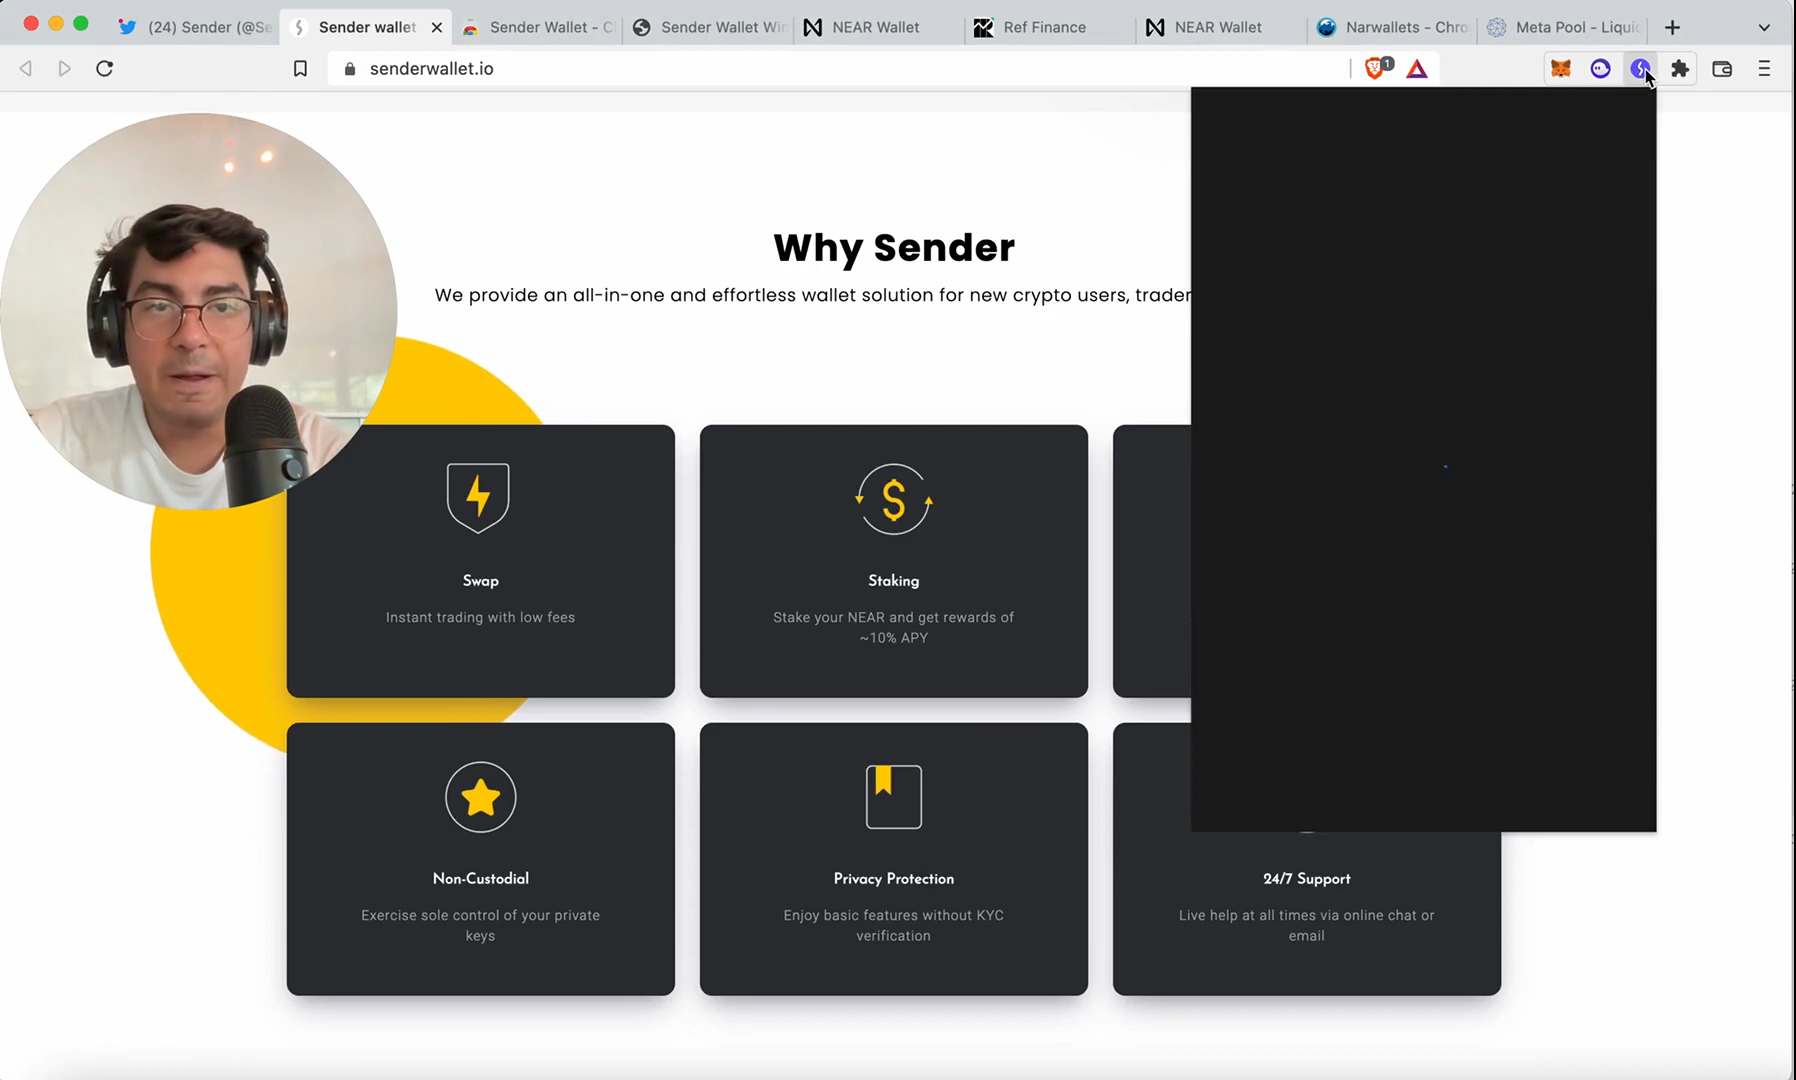 (24) Sender (@Se
Sender wallet
Sender Wallet - C
Sender Wallet Win
NEAR Wallet
Ref Finance
NEAR Wallet
Narwallets - Chro
Meta Pool - Liquid
senderwallet.io
1
Why Sender
We provide an all-in-one and effortless wallet solution for new crypto users, trader
Swap
Instant trading with low fees
Staking
Stake your NEAR and get rewards of
~10% APY
Non-Custodial
Exercise sole control of your private
keys
Privacy Protection
Enjoy basic features without KYC
verification
24/7 Support
Live help at all times via online chat or
email